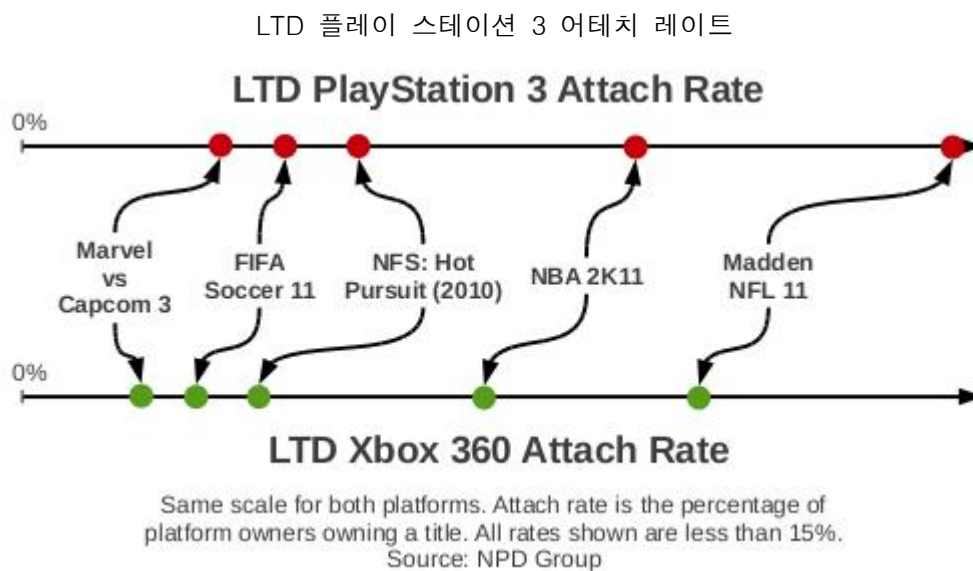 LTD 플레이 스테이션 3 어테치 레이트
LTD PlayStation 3 Attach Rate
0%
Marvel
vs
Capcom 3
FIFA
Soccer 11
NFS: Hot
Pursuit (2010)
NBA 2K11
Madden
NFL 11
0%
LTD Xbox 360 Attach Rate
Same scale for both platforms. Attach rate is the percentage of
platform owners owning a title. All rates shown are less than 15%.
Source: NPD Group